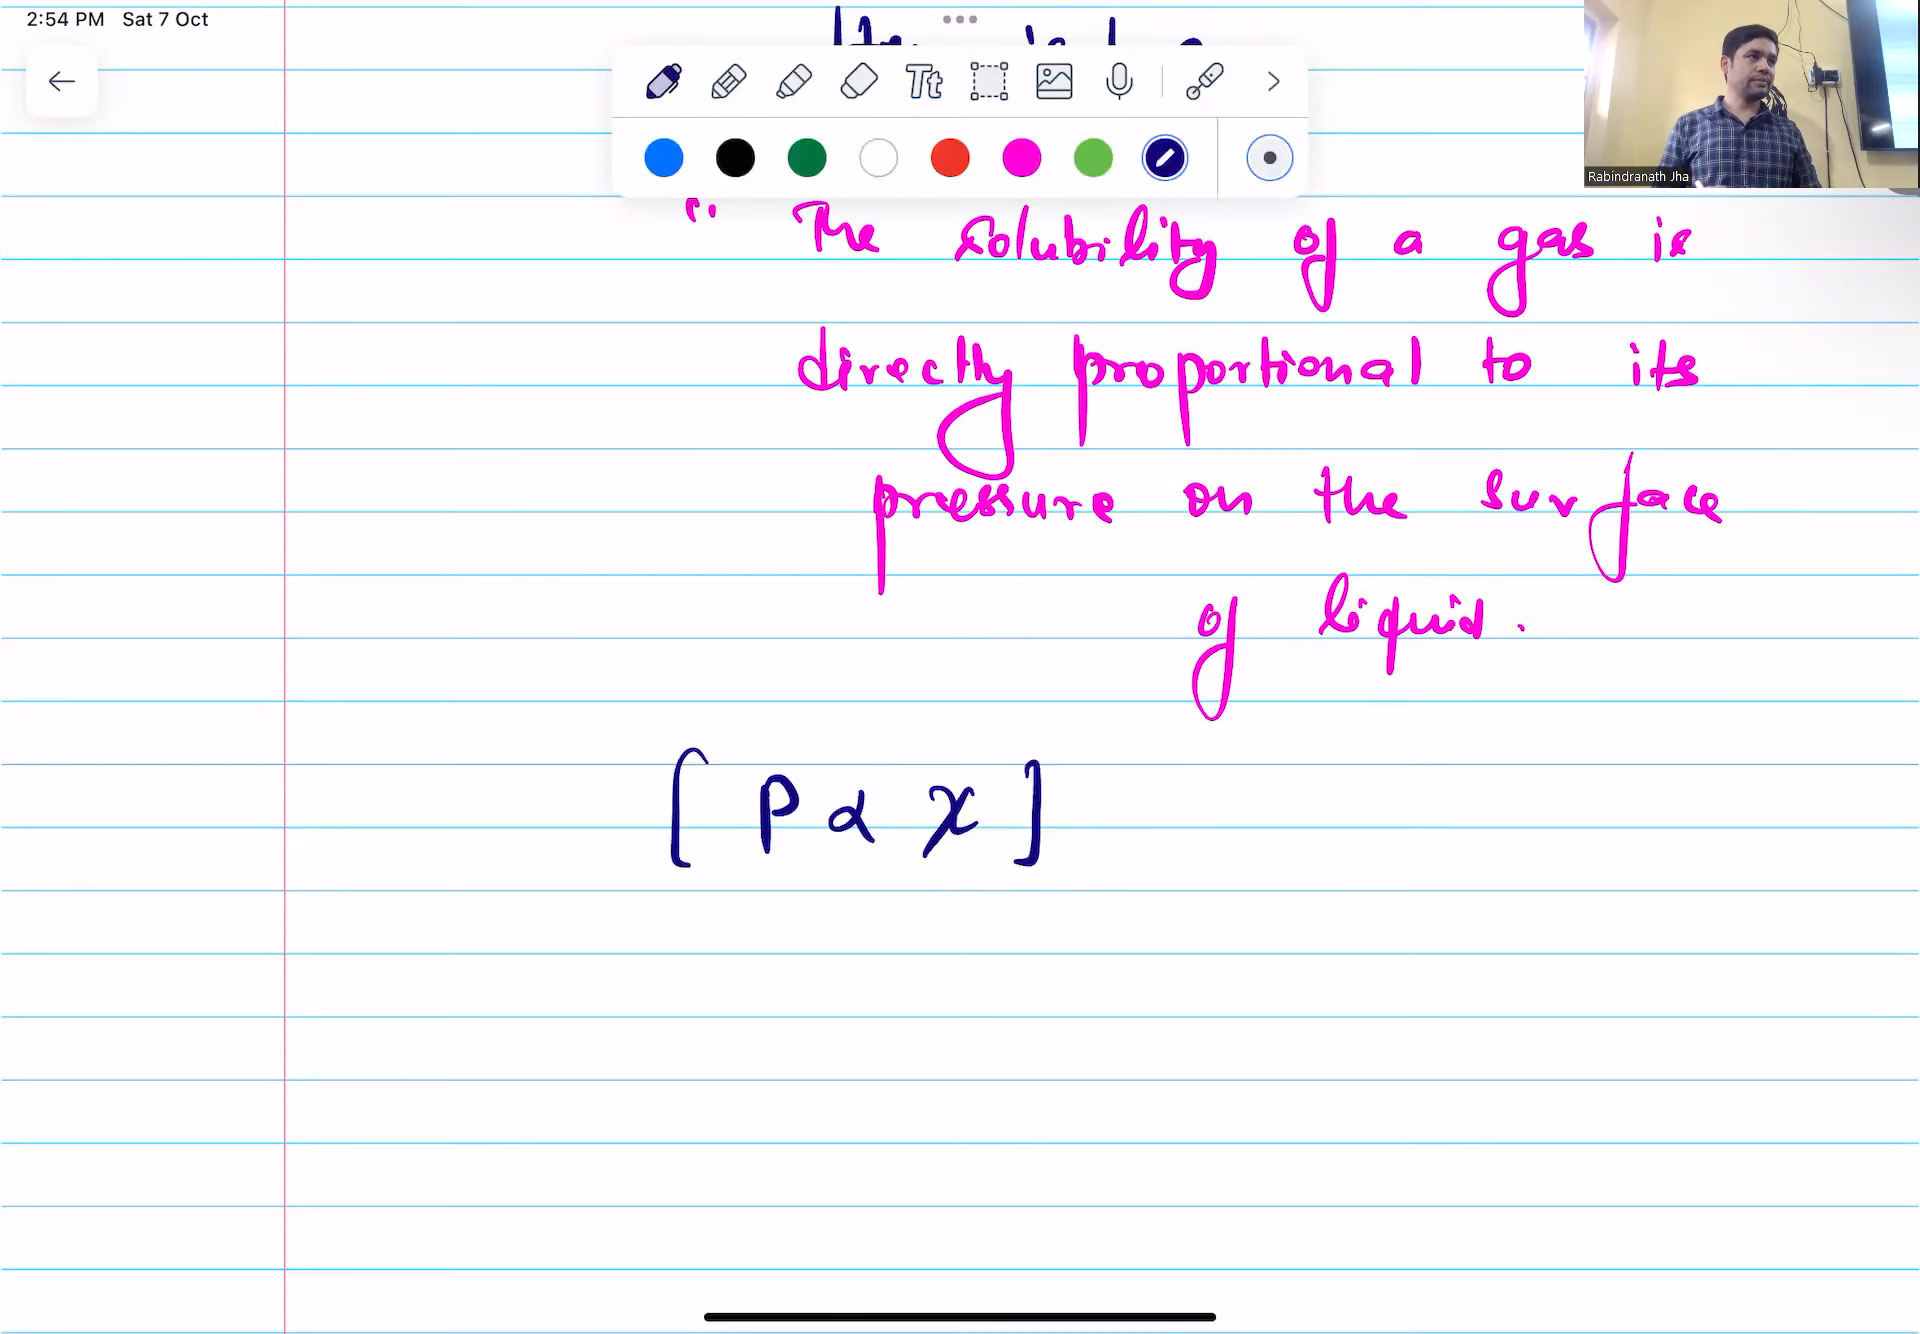 2:54 PM Sat 7 Oct
Tt
Rabindranath Jha
" The solubility of a gas is
directly proportional to its
pressure on the surface
of liquid.
[ P α x ]